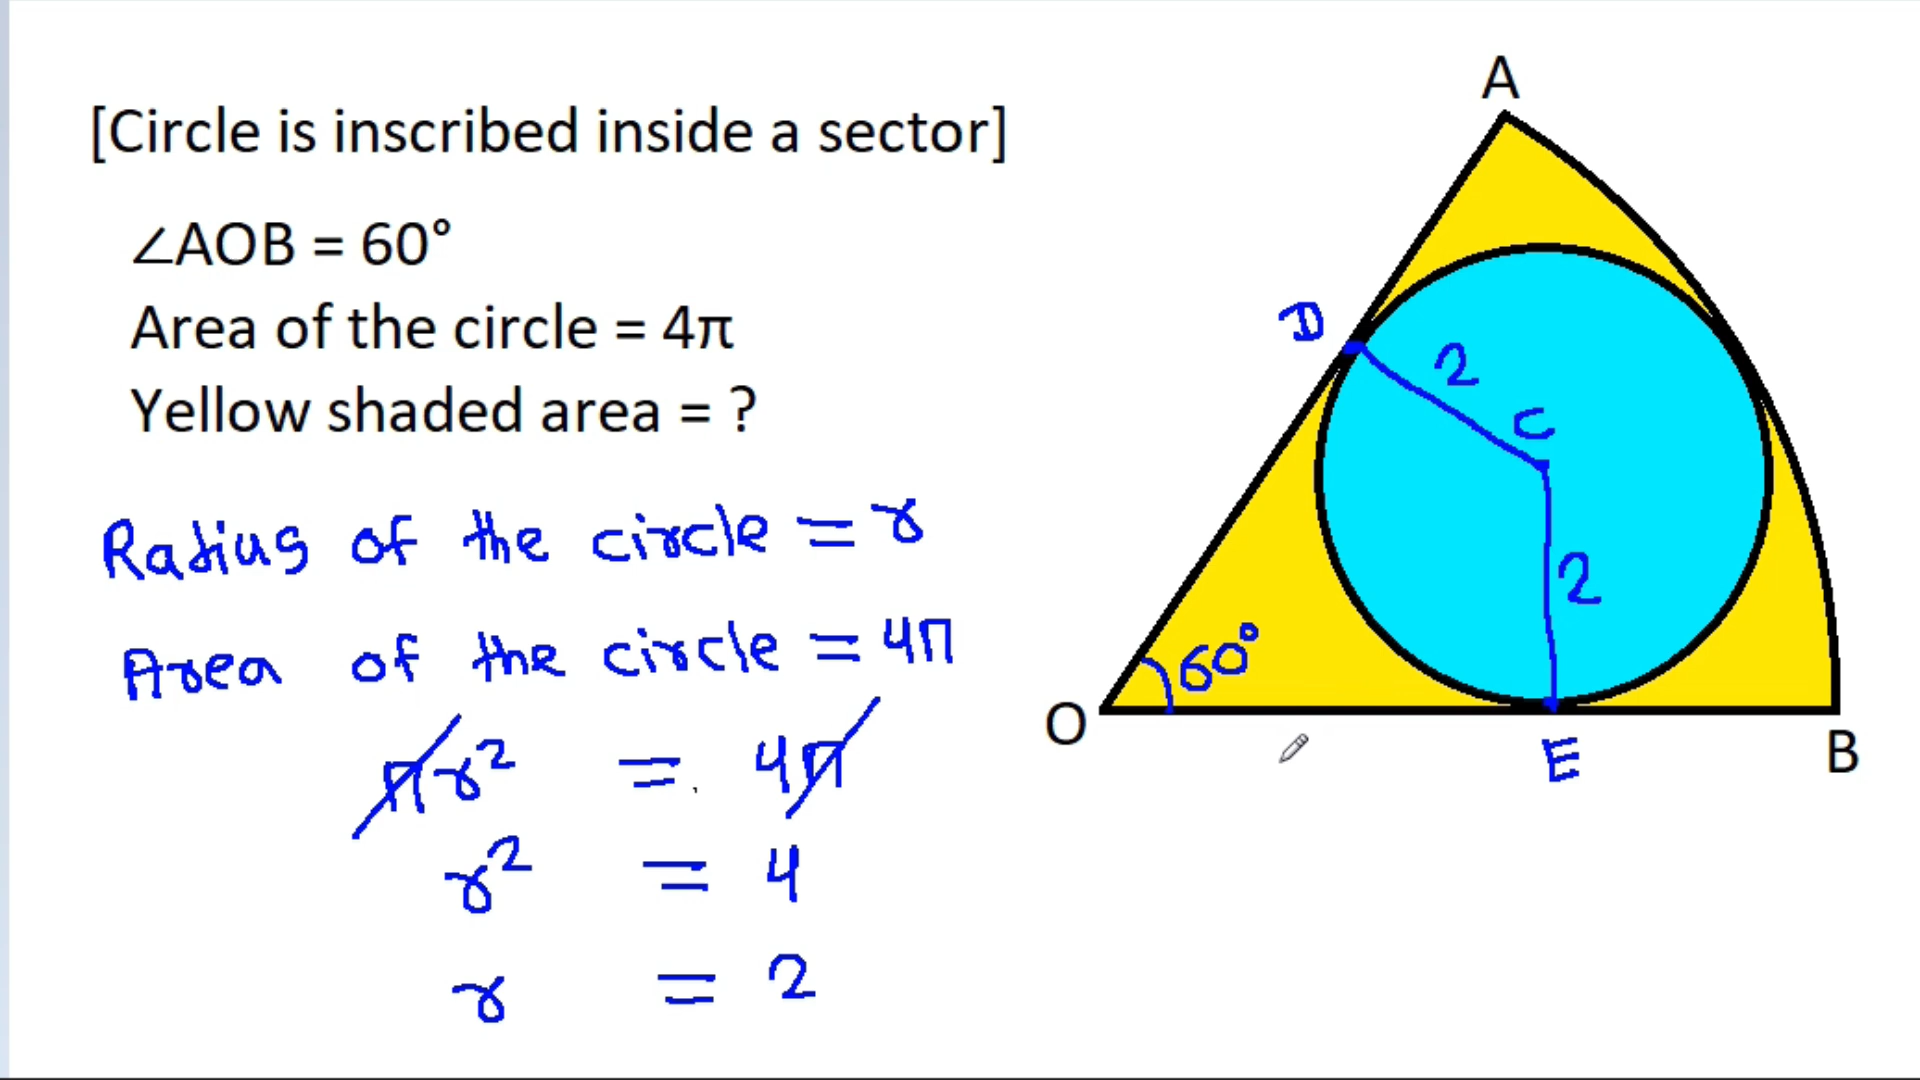 [Circle is inscribed inside a sector]
∠AOB = 60°
Area of the circle = 4π
Yellow shaded area = ?
Radius of the circle = r
Area of the circle = 4π
πr² = 4π
r² = 4
r = 2
A
D
2
C
2
60°
O
E
B